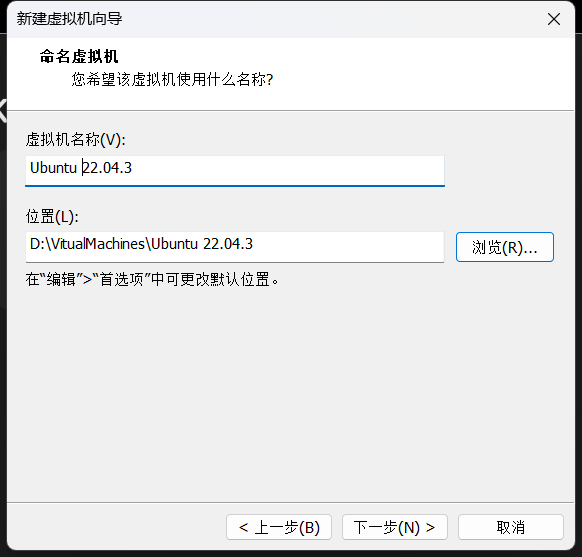 新建虚拟机向导
命名虚拟机
您希望该虚拟机使用什么名称?
虚拟机名称(V):
Ubuntu 22.04.3
位置(L):
D:\VitualMachines\Ubuntu 22.04.3
浏览(R)...
在“编辑”>“首选项”中可更改默认位置。
< 上一步(B)
下一步(N) >
取消